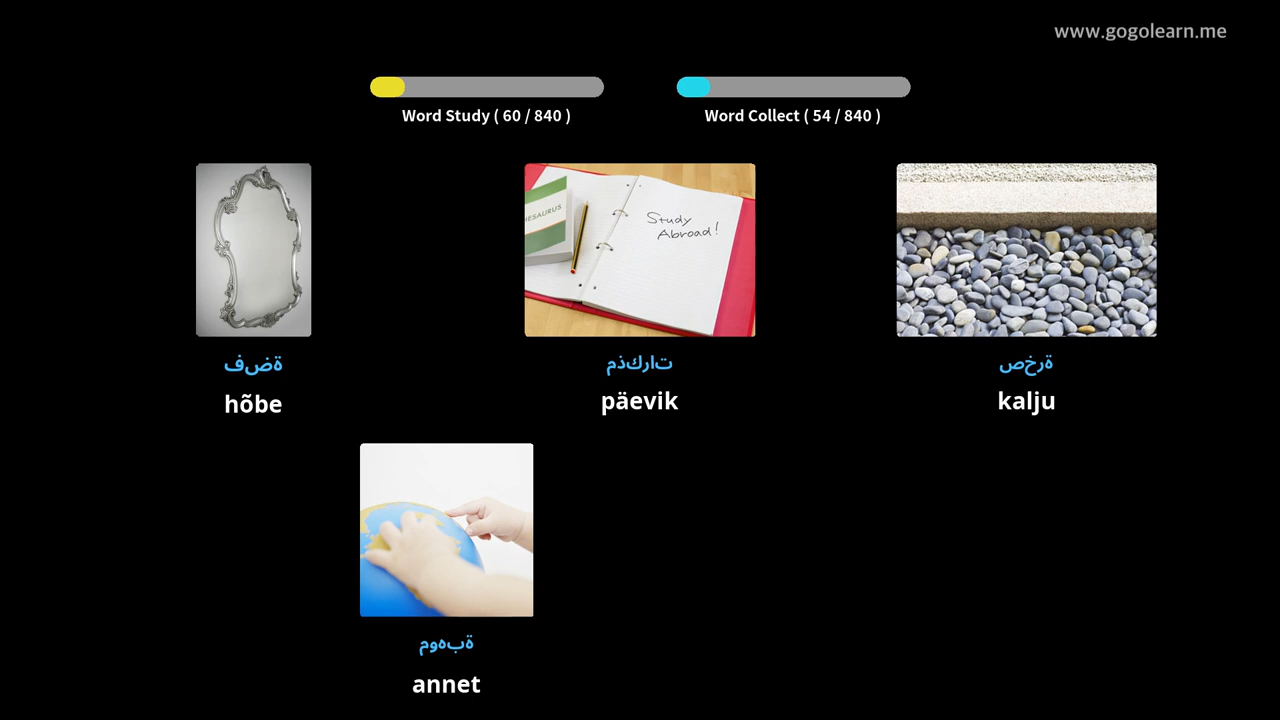 www.gogolearn.me
Word Study ( 60 / 840 )
Word Collect ( 54 / 840 )
THESAURUS
Study
Abroad!
ةضف
تاركذم
ةرخص
hõbe
päevik
kalju
ةبهوم
annet